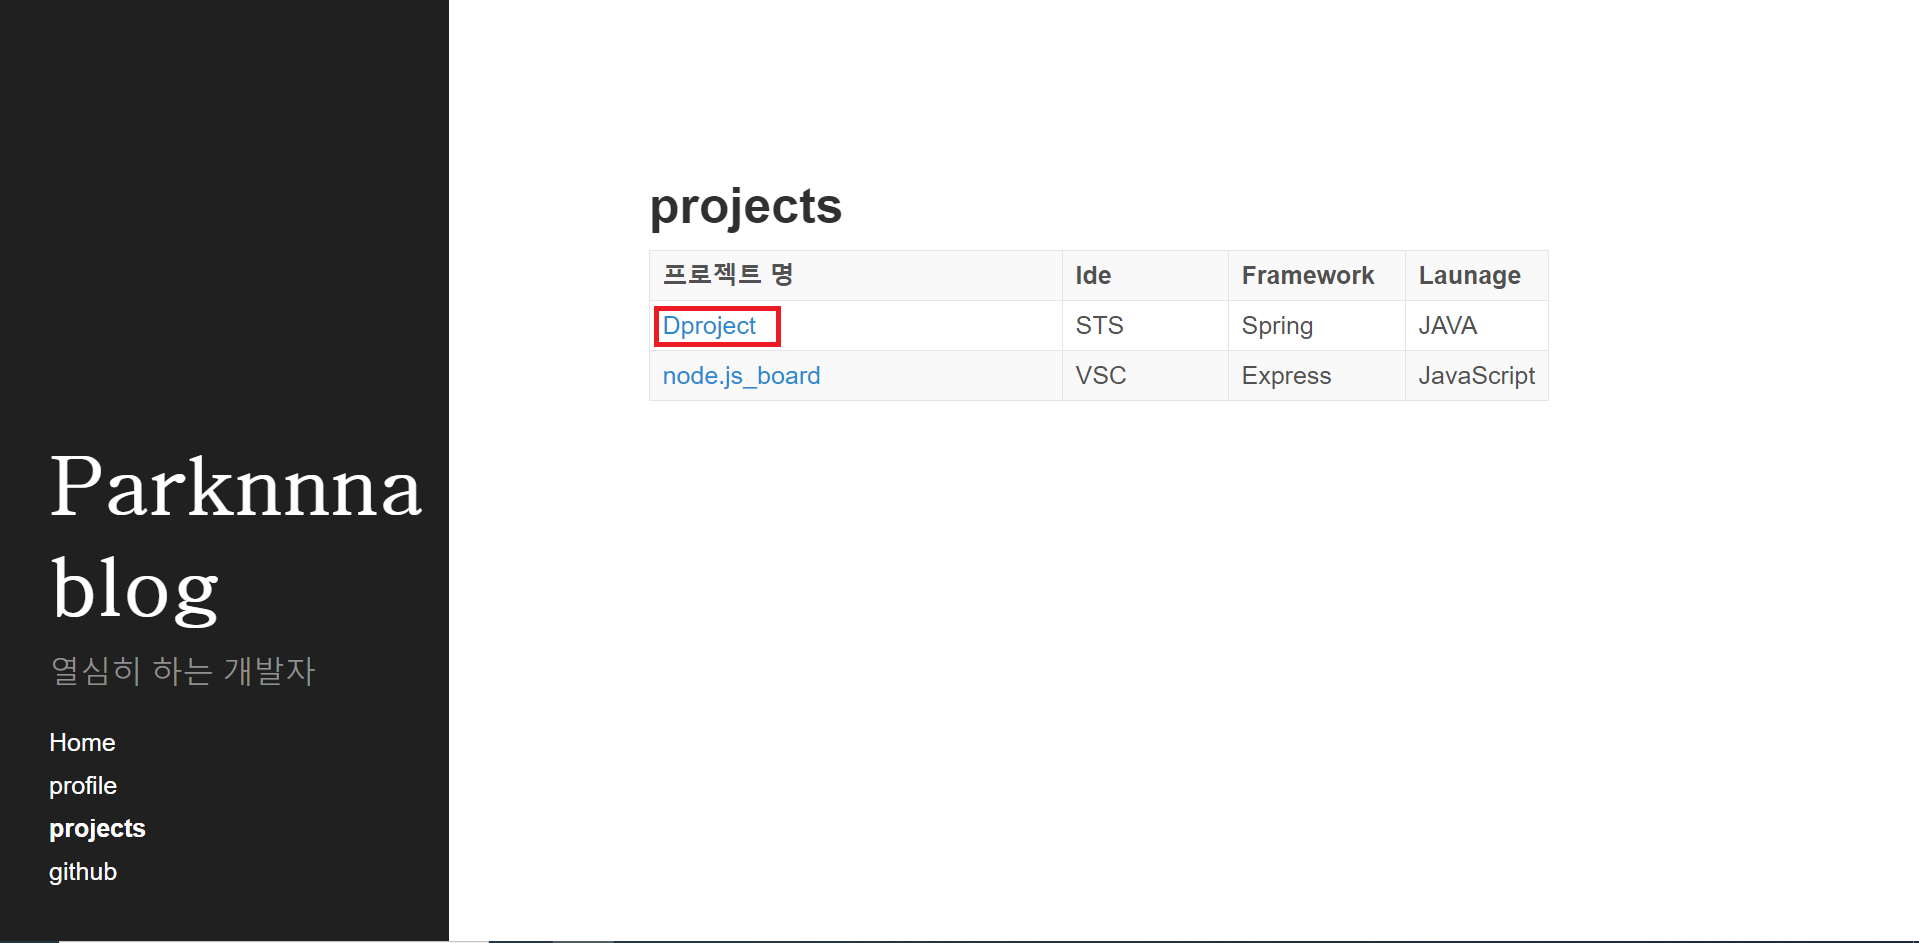 Parknnna
blog
열심히 하는 개발자
Home
profile
projects
github
projects
프로젝트 명 Ide Framework Launage
Dproject STS Spring JAVA
node.js_board VSC Express JavaScript